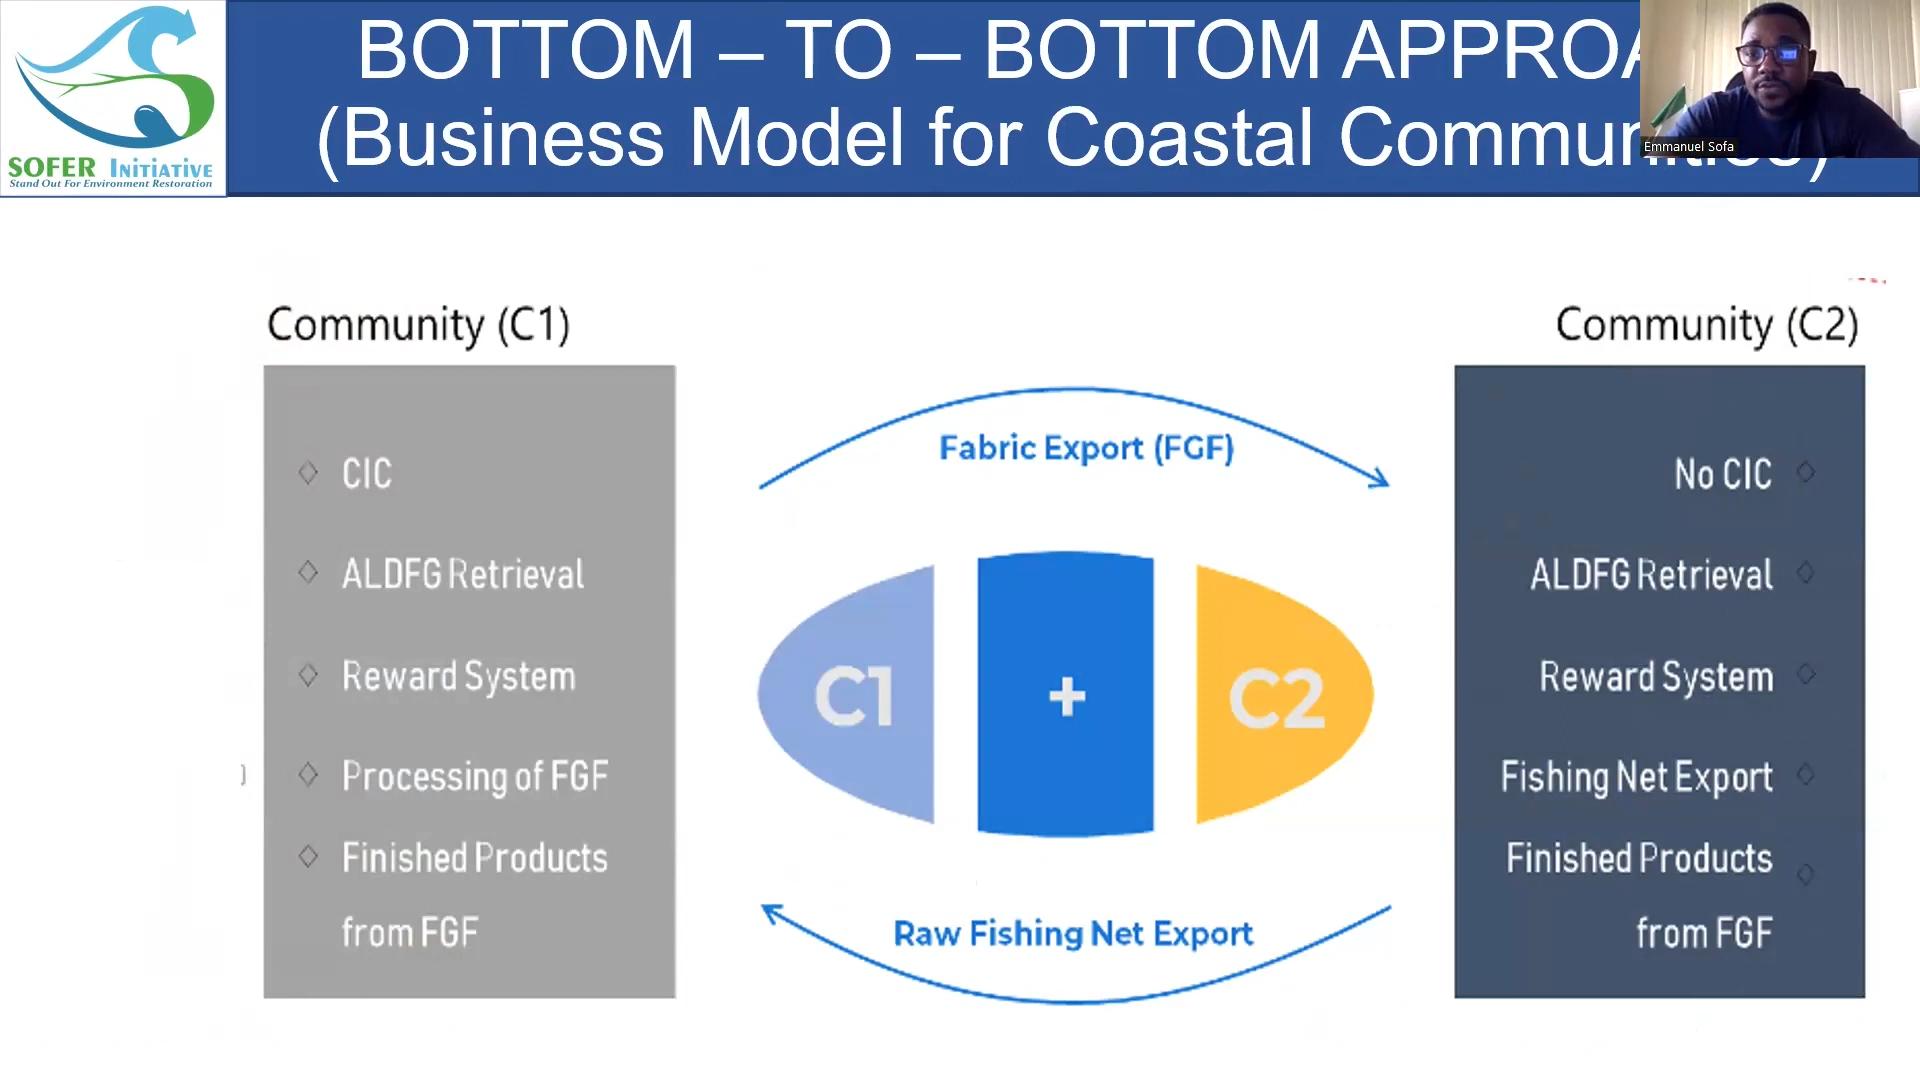 BOTTOM – TO – BOTTOM APPROA
(Business Model for Coastal Communities)
SOFER INITIATIVE
Stand Out For Environment Restoration
Emmanuel Sofa
Community (C1)
CIC
ALDFG Retrieval
Reward System
Processing of FGF
Finished Products
from FGF
Fabric Export (FGF)
C1
+
C2
Raw Fishing Net Export
Community (C2)
No CIC
ALDFG Retrieval
Reward System
Fishing Net Export
Finished Products
from FGF